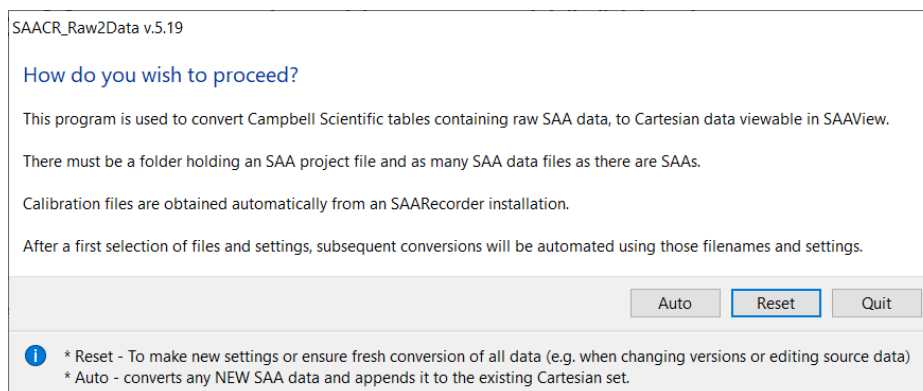 SAACR_Raw2Data v.5.19
How do you wish to proceed?
This program is used to convert Campbell Scientific tables containing raw SAA data, to Cartesian data viewable in SAAView.
There must be a folder holding an SAA project file and as many SAA data files as there are SAAs.
Calibration files are obtained automatically from an SAARecorder installation.
After a first selection of files and settings, subsequent conversions will be automated using those filenames and settings.
Auto Reset Quit
* Reset - To make new settings or ensure fresh conversion of all data (e.g. when changing versions or editing source data)
* Auto - converts any NEW SAA data and appends it to the existing Cartesian set.